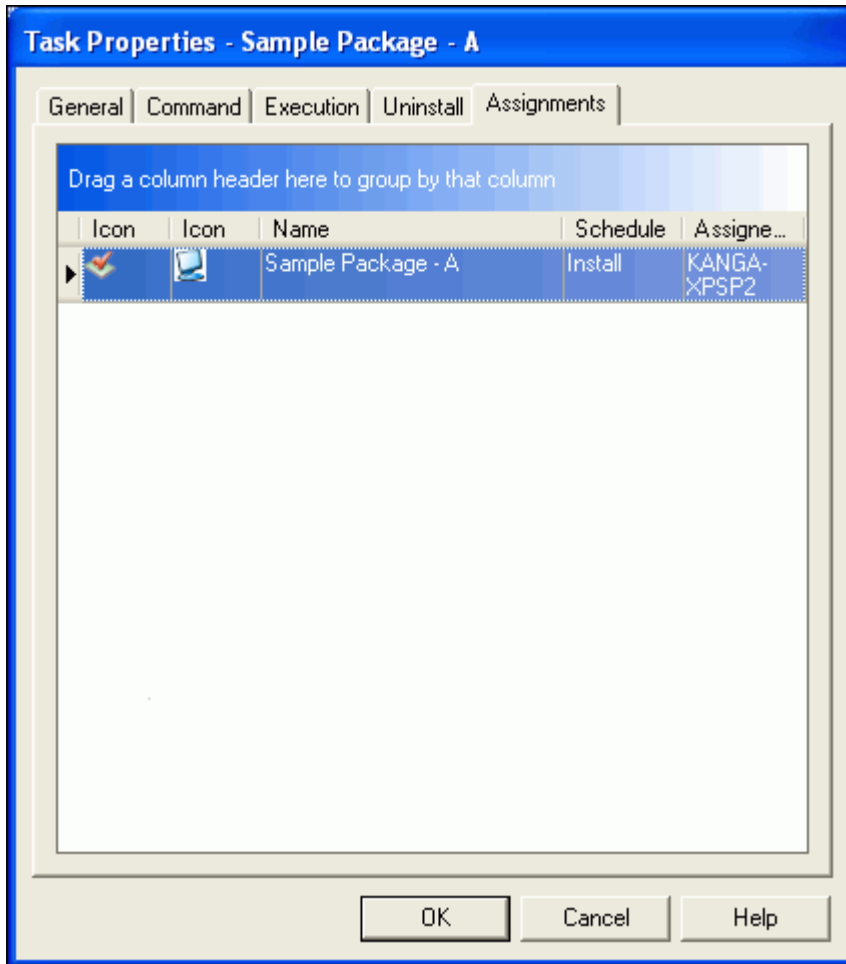 Task Properties - Sample Package - A
General Command Execution Uninstall Assignments
Drag a column header here to group by that column
Icon Icon Name Schedule Assigne...
Sample Package - A Install KANGA-
XPSP2
OK Cancel Help